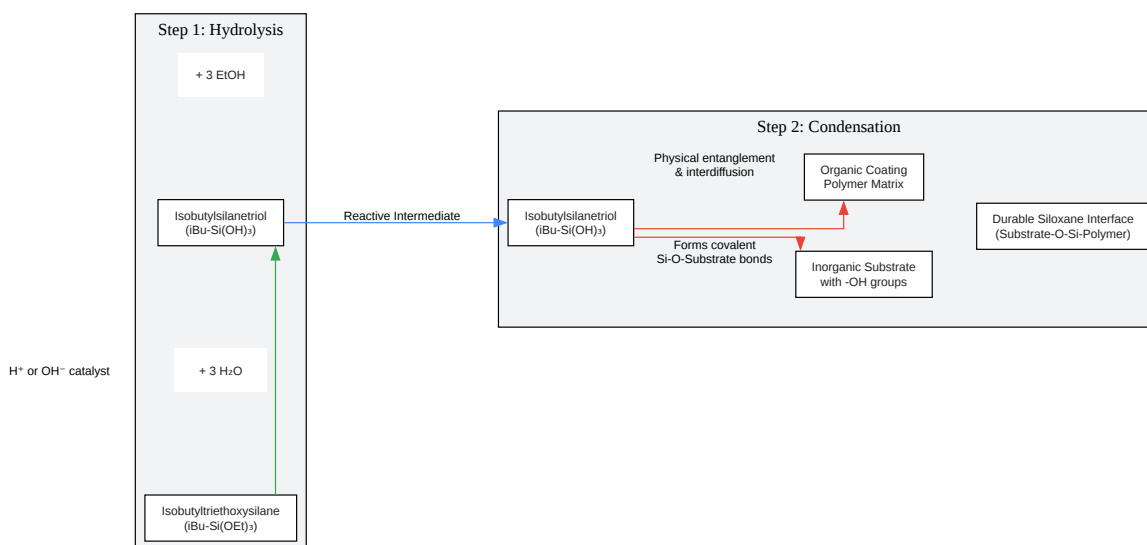 Step 1: Hydrolysis
+ 3 EtOH
Isobutylsilanetriol
(iBu-Si(OH)₃)
+ 3 H₂O
H⁺ or OH⁻ catalyst
Isobutyltriethoxysilane
(iBu-Si(OEt)₃)
Reactive Intermediate
Step 2: Condensation
Isobutylsilanetriol
(iBu-Si(OH)₃)
Physical entanglement
& interdiffusion
Organic Coating
Polymer Matrix
Forms covalent
Si-O-Substrate bonds
Inorganic Substrate
with -OH groups
Durable Siloxane Interface
(Substrate-O-Si-Polymer)